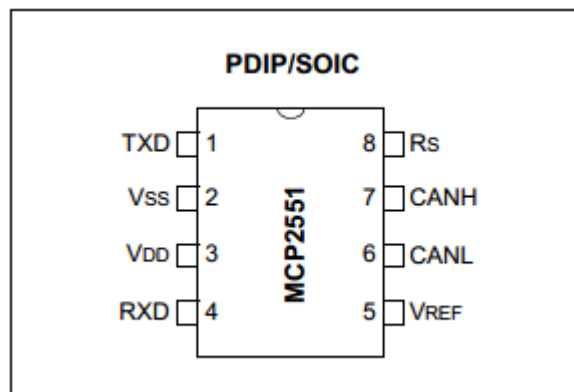 PDIP/SOIC
TXD 1 8 RS
VSS 2 7 CANH
VDD 3 6 CANL
RXD 4 5 VREF
MCP2551